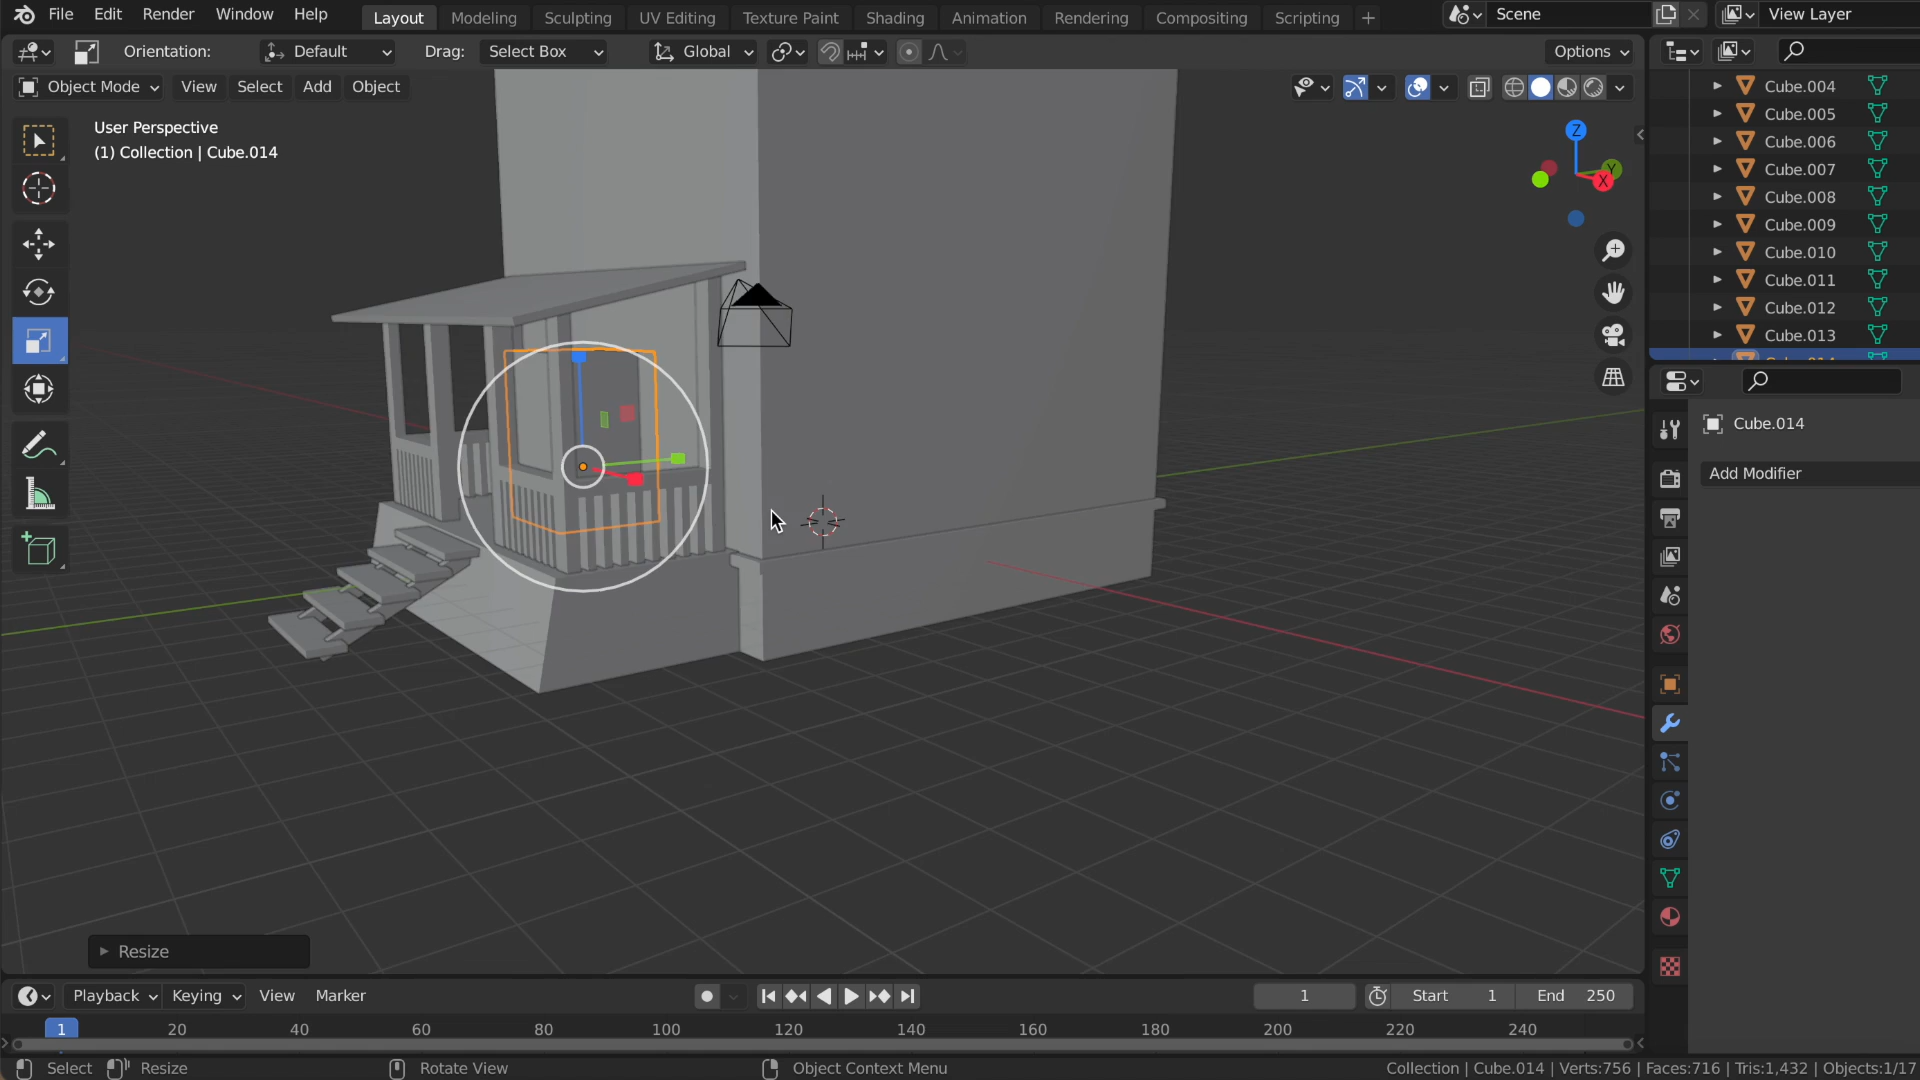 File Edit Render Window Help Layout Modeling Sculpting UV Editing Texture Paint Shading Animation Rendering Compositing Scripting + Scene View Layer
Orientation: Default Drag: Select Box Global Options
Object Mode View Select Add Object
User Perspective
(1) Collection | Cube.014
Z
Y
X
Cube.004
Cube.005
Cube.006
Cube.007
Cube.008
Cube.009
Cube.010
Cube.011
Cube.012
Cube.013
Cube.014
Cube.014
Add Modifier
Resize
Playback Keying View Marker 1 Start 1 End 250
1 20 40 60 80 100 120 140 160 180 200 220 240
Select Resize Rotate View Object Context Menu Collection | Cube.014 | Verts:756 | Faces:716 | Tris:1,432 | Objects:1/17